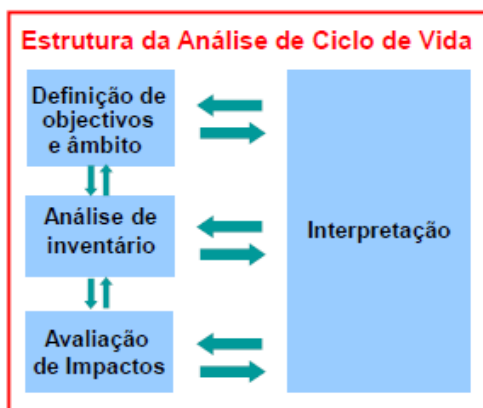 Estrutura da Análise de Ciclo de Vida
Definição de
objectivos
e âmbito
Análise de
inventário
Interpretação
Avaliação
de Impactos